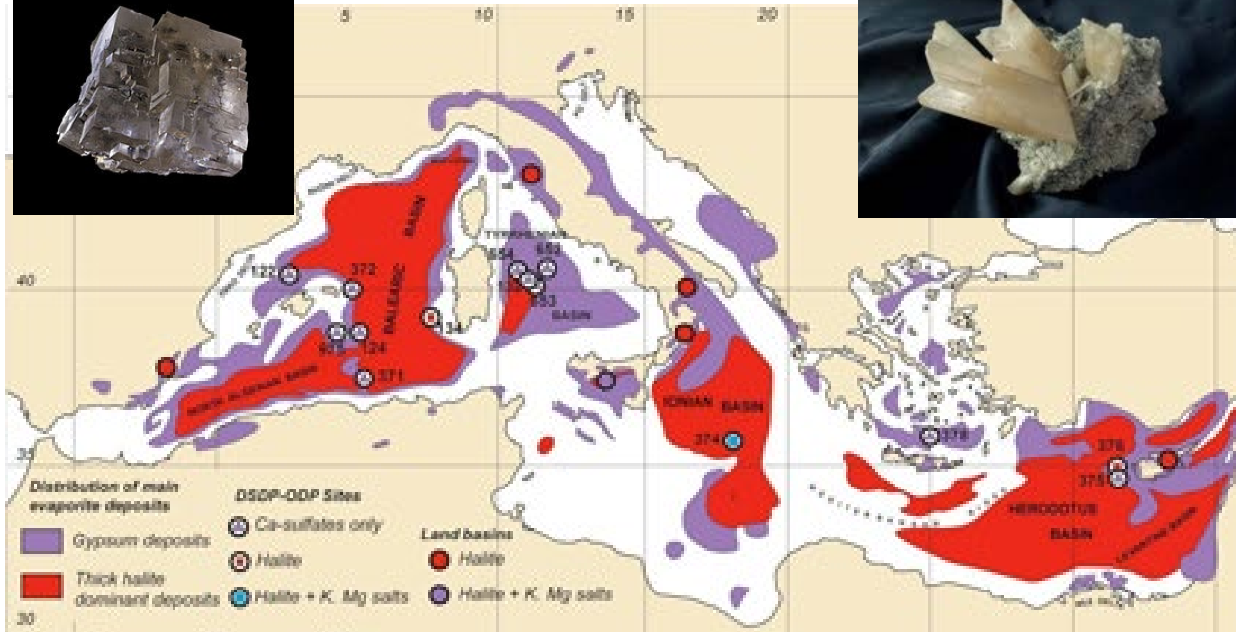 5
10
15
20
40
35
30
BALEARIC
BASIN
TYRRHENIAN
BASIN
NORTH ALGERIAN BASIN
IONIAN
BASIN
HERODOTUS
BASIN
LEVANTINE BASIN
122
372
134
124
371
654
652
653
374
378
376
375
Distribution of main
evaporite deposits
Gypsum deposits
Thick halite
dominant deposits
DSDP-ODP Sites
Ca-sulfates only
Halite
Halite + K. Mg salts
Land basins
Halite
Halite + K. Mg salts